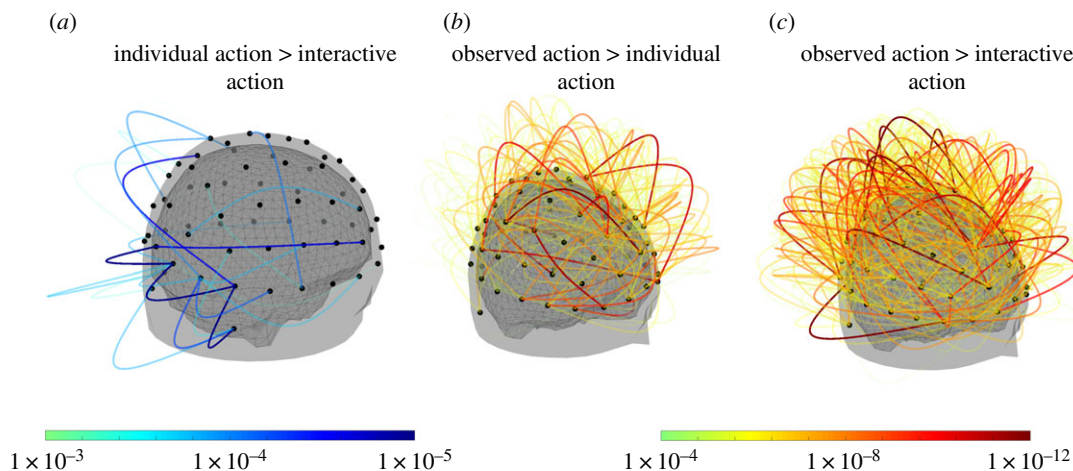 (a)
individual action > interactive
action
(b)
observed action > individual
action
(c)
observed action > interactive
action
1 × 10⁻³
1 × 10⁻⁴
1 × 10⁻⁵
1 × 10⁻⁴
1 × 10⁻⁸
1 × 10⁻¹²